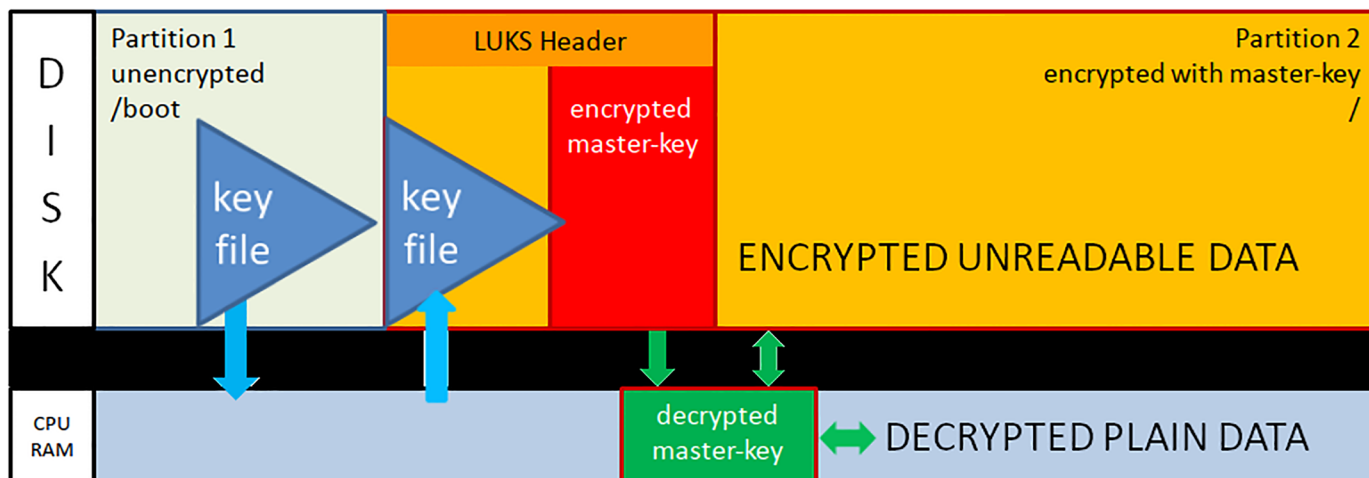 DISK
Partition 1
unencrypted
/boot
key
file
LUKS Header
key
file
encrypted
master-key
Partition 2
encrypted with master-key
/
ENCRYPTED UNREADABLE DATA
CPU
RAM
decrypted
master-key
DECRYPTED PLAIN DATA